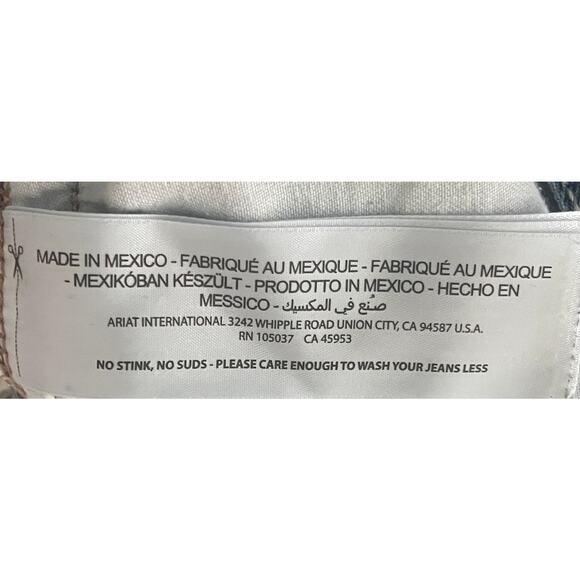 MADE IN MEXICO - FABRIQUÉ AU MEXIQUE - FABRIQUÉ AU MEXIQUE
- MEXIKÓBAN KÉSZÜLT - PRODOTTO IN MEXICO - HECHO EN
MESSICO - صُنع في المكسيك
ARIAT INTERNATIONAL 3242 WHIPPLE ROAD UNION CITY, CA 94587 U.S.A.
RN 105037 CA 45953
NO STINK, NO SUDS - PLEASE CARE ENOUGH TO WASH YOUR JEANS LESS